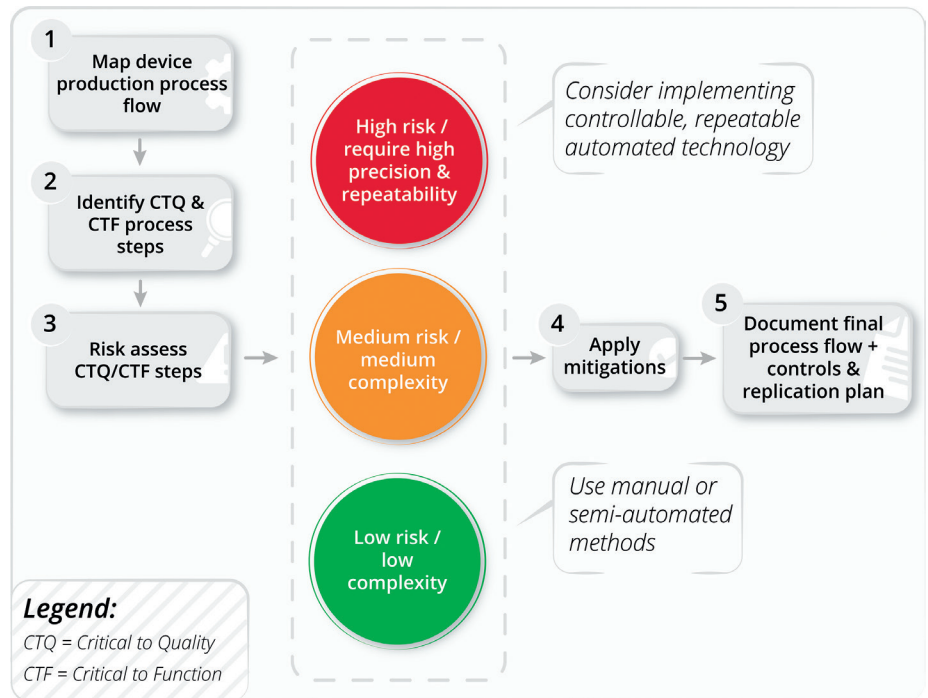 1
Map device
production process
flow
2
Identify CTQ &
CTF process
steps
3
Risk assess
CTQ/CTF steps
High risk /
require high
precision &
repeatability
Medium risk /
medium
complexity
Low risk /
low
complexity
Consider implementing
controllable, repeatable
automated technology
Use manual or
semi-automated
methods
4
Apply
mitigations
5
Document final
process flow +
controls &
replication plan
Legend:
CTQ = Critical to Quality
CTF = Critical to Function